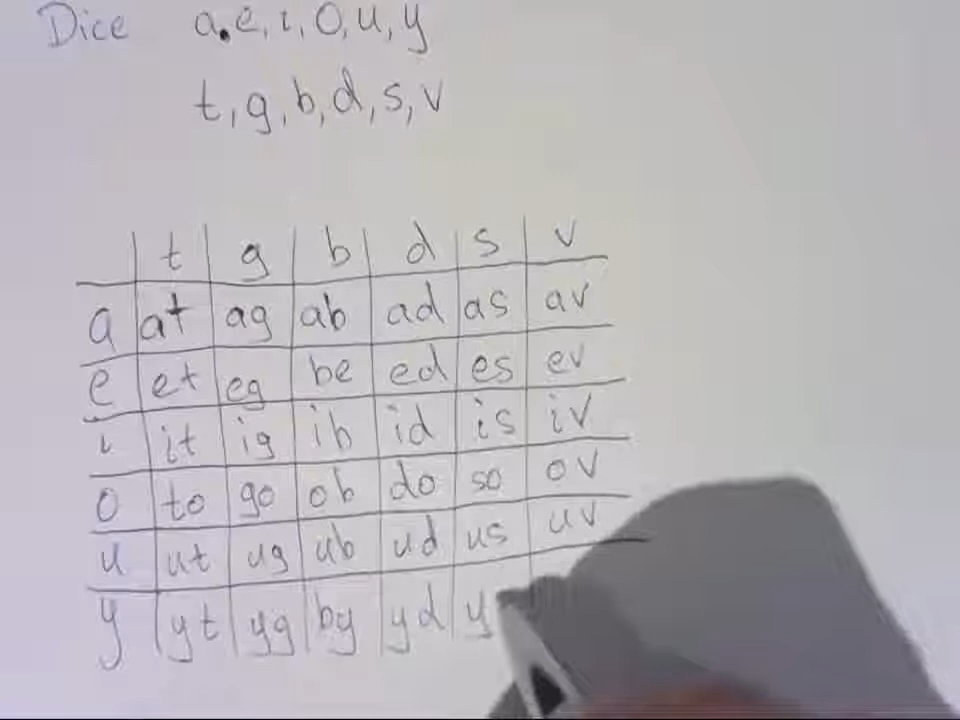 Dice a. e, i, O, u, y
t, g, b, d, s, v
t g b d s v
a at ag ab ad as av
e et eg be ed es ev
i it ig ib id is iv
o to go ob do so ov
u ut ug ub ud us uv
y yt yg by yd y